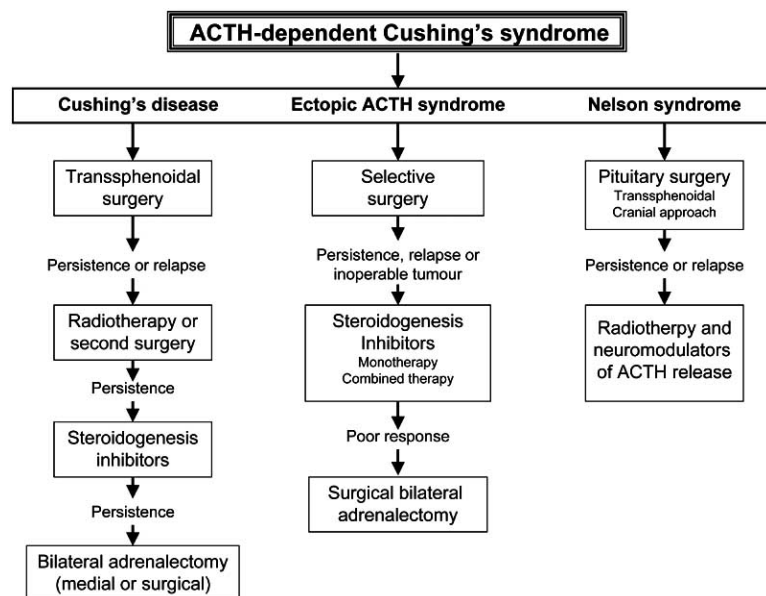 ACTH-dependent Cushing's syndrome
Cushing's disease
Ectopic ACTH syndrome
Nelson syndrome
Transsphenoidal
surgery
Persistence or relapse
Radiotherapy or
second surgery
Persistence
Steroidogenesis
inhibitors
Persistence
Bilateral adrenalectomy
(medial or surgical)
Selective
surgery
Persistence, relapse or
inoperable tumour
Steroidogenesis
Inhibitors
Monotherapy
Combined therapy
Poor response
Surgical bilateral
adrenalectomy
Pituitary surgery
Transsphenoidal
Cranial approach
Persistence or relapse
Radiotherpy and
neuromodulators
of ACTH release